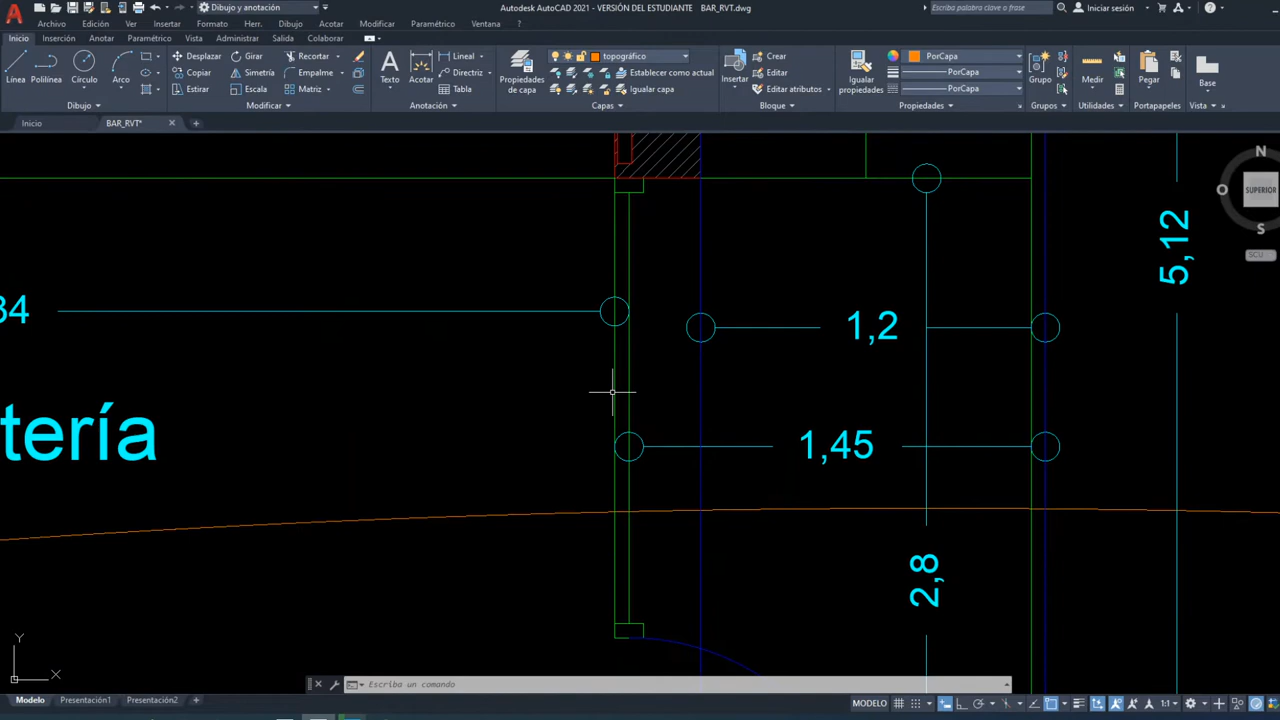 Dibujo y anotación
Autodesk AutoCAD 2021 - VERSIÓN DEL ESTUDIANTE BAR_RVT.dwg
Escriba palabra clave o frase
Iniciar sesión
Archivo Edición Ver Insertar Formato Herr. Dibujo Acotar Modificar Paramétrico Ventana ?
Inicio Inserción Anotar Paramétrico Vista Administrar Salida Colaborar
Línea Polilínea Círculo Arco
Desplazar Girar Recortar
Copiar Simetría Empalme
Estirar Escala Matriz
Texto Acotar
Lineal
Directriz
Tabla
Propiedades
de capa
topográfico
Establecer como actual
Igualar capa
Insertar
Crear
Editar
Editar atributos
Igualar
propiedades
PorCapa
PorCapa
PorCapa
Grupo
Medir
Pegar
Base
Dibujo Modificar Anotación Capas Bloque Propiedades Grupos Utilidades Portapapeles Vista
Inicio BAR_RVT*
N
O SUPERIOR
S
SCU
5,12
34
1,2
tería
1,45
2,8
Y
X
Escriba un comando
Modelo Presentación1 Presentación2 +
MODELO
1:1